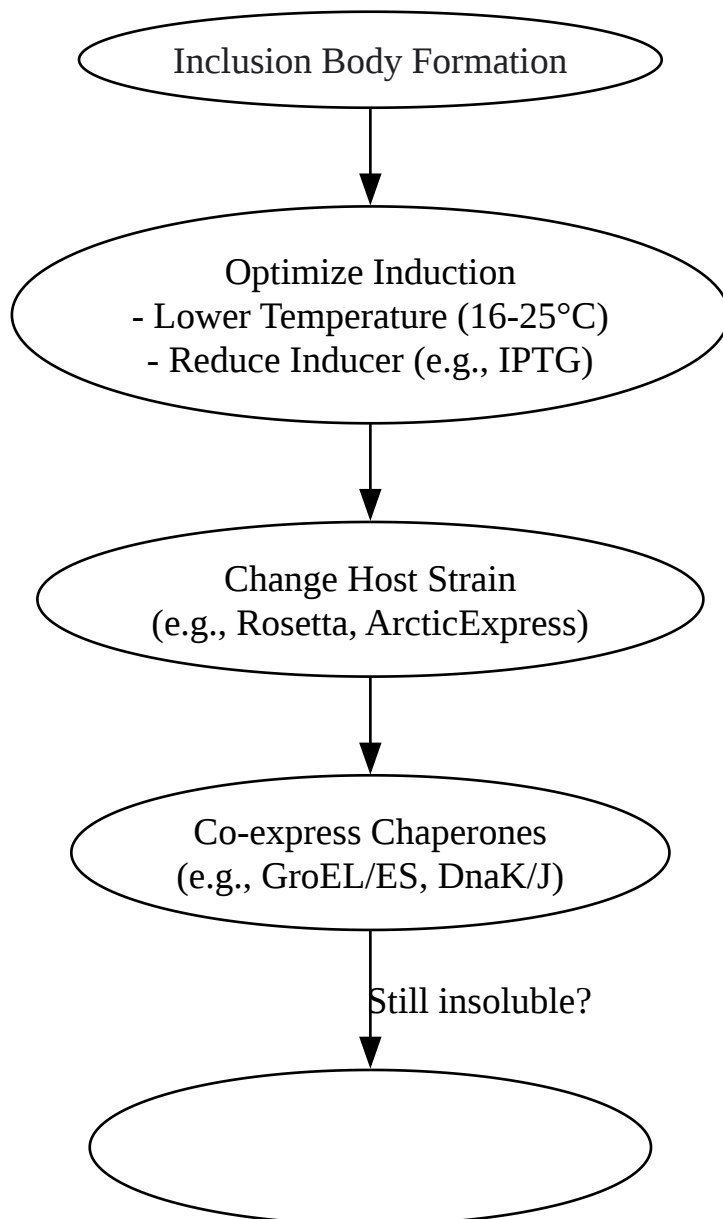 Inclusion Body Formation
Optimize Induction
- Lower Temperature (16-25°C)
- Reduce Inducer (e.g., IPTG)
Change Host Strain
(e.g., Rosetta, ArcticExpress)
Co-express Chaperones
(e.g., GroEL/ES, DnaK/J)
Still insoluble?